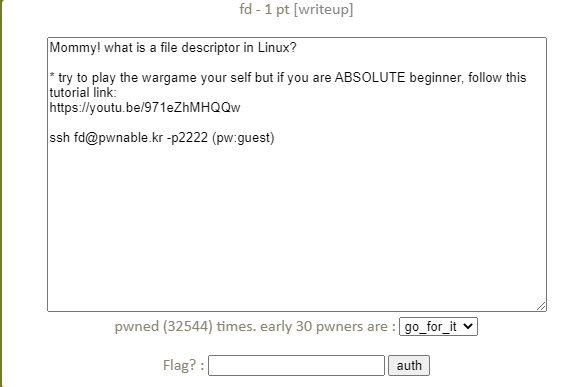 fd - 1 pt [writeup]
Mommy! what is a file descriptor in Linux?
* try to play the wargame your self but if you are ABSOLUTE beginner, follow this
tutorial link:
https://youtu.be/971eZhMHQQw
ssh fd@pwnable.kr -p2222 (pw:guest)
pwned (32544) times. early 30 pwners are : go_for_it
Flag? : auth